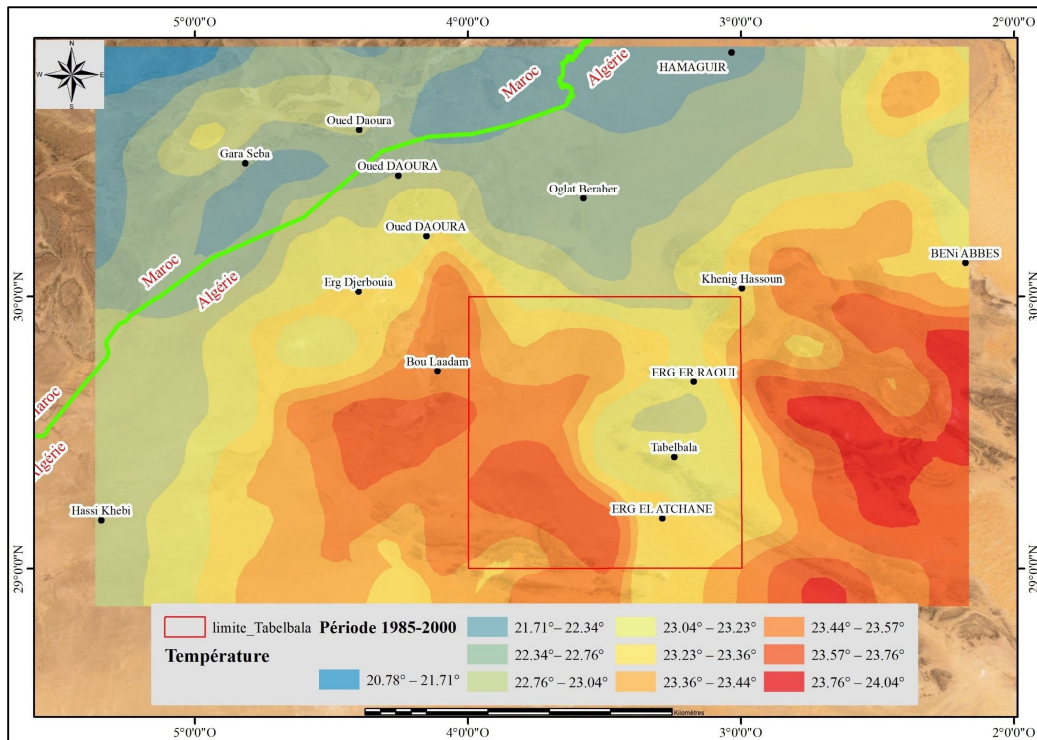 5°0'0"O 4°0'0"O 3°0'0"O 2°0'0"O
N
W E
S
Maroc
Algérie
HAMAGUIR
Oued Daoura
Gara Seba
Oued DAOURA
Oglat Beraber
Oued DAOURA
BENi ABBES
Maroc
Algérie
Khenig Hassoun
Erg Djerbouia
30°0'0"N
30°0'0"N
Bou Laadam
ERG ER RAOUI
Maroc
Algérie
Tabelbala
Hassi Khebi
ERG EL ATCHANE
29°0'0"N
29°0'0"N
limite_Tabelbala Période 1985-2000
Température
20.78° – 21.71°
21.71°– 22.34°
22.34°– 22.76°
22.76°– 23.04°
23.04° – 23.23°
23.23° – 23.36°
23.36° – 23.44°
23.44° – 23.57°
23.57° – 23.76°
23.76° – 24.04°
Kilomètres
5°0'0"O 4°0'0"O 3°0'0"O 2°0'0"O